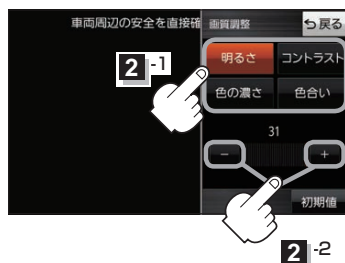 車両周辺の安全を直接確
画質調整
戻る
2-1
明るさ
コントラスト
色の濃さ
色合い
31
- +
初期値
2-2